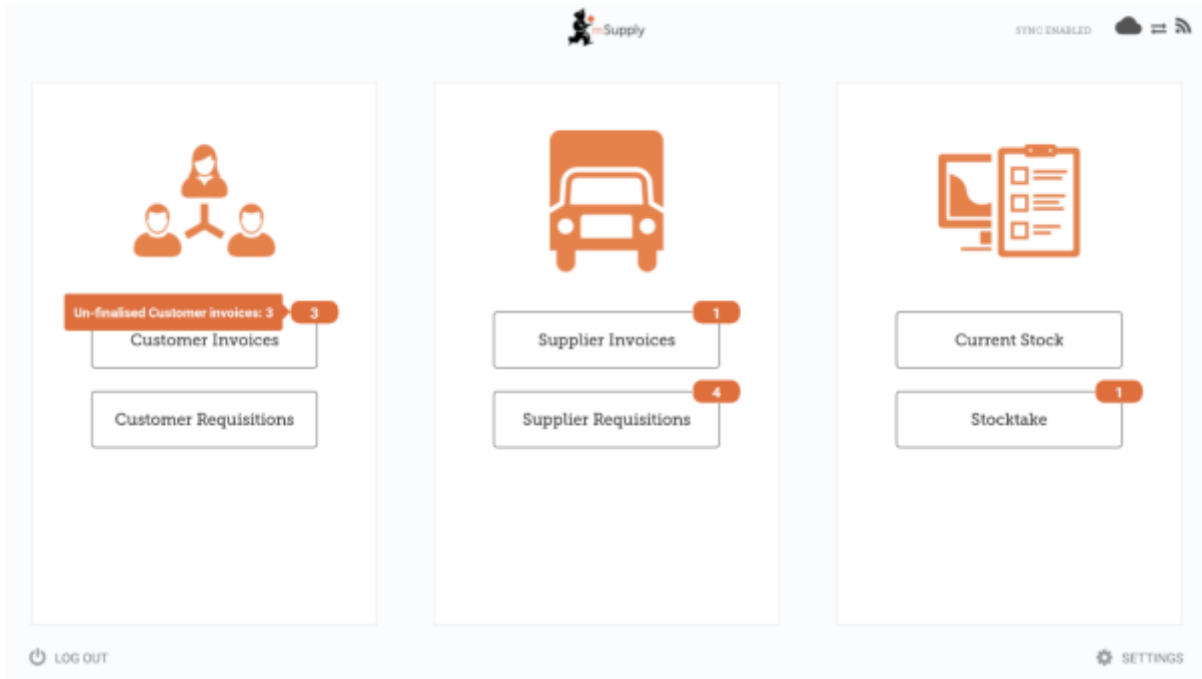 mSupply
SYNC ENABLED
Un-finalised Customer invoices: 3
3
Customer Invoices
Customer Requisitions
1
Supplier Invoices
4
Supplier Requisitions
Current Stock
1
Stocktake
LOG OUT
SETTINGS